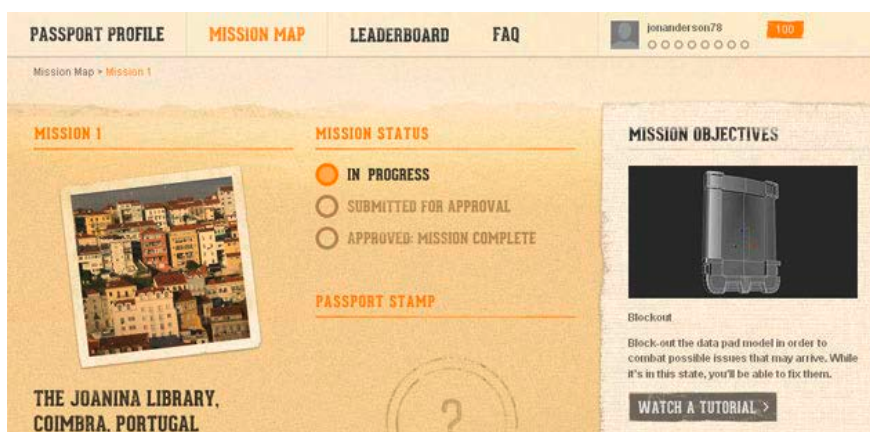 PASSPORT PROFILE
MISSION MAP
LEADERBOARD
FAQ
jonanderson78
100
Mission Map > Mission 1
MISSION 1
MISSION STATUS
IN PROGRESS
SUBMITTED FOR APPROVAL
APPROVED: MISSION COMPLETE
PASSPORT STAMP
?
THE JOANINA LIBRARY,
COIMBRA, PORTUGAL
MISSION OBJECTIVES
Blockout
Block-out the data pad model in order to
combat possible issues that may arrive. While
it's in this state, you'll be able to fix them.
WATCH A TUTORIAL >